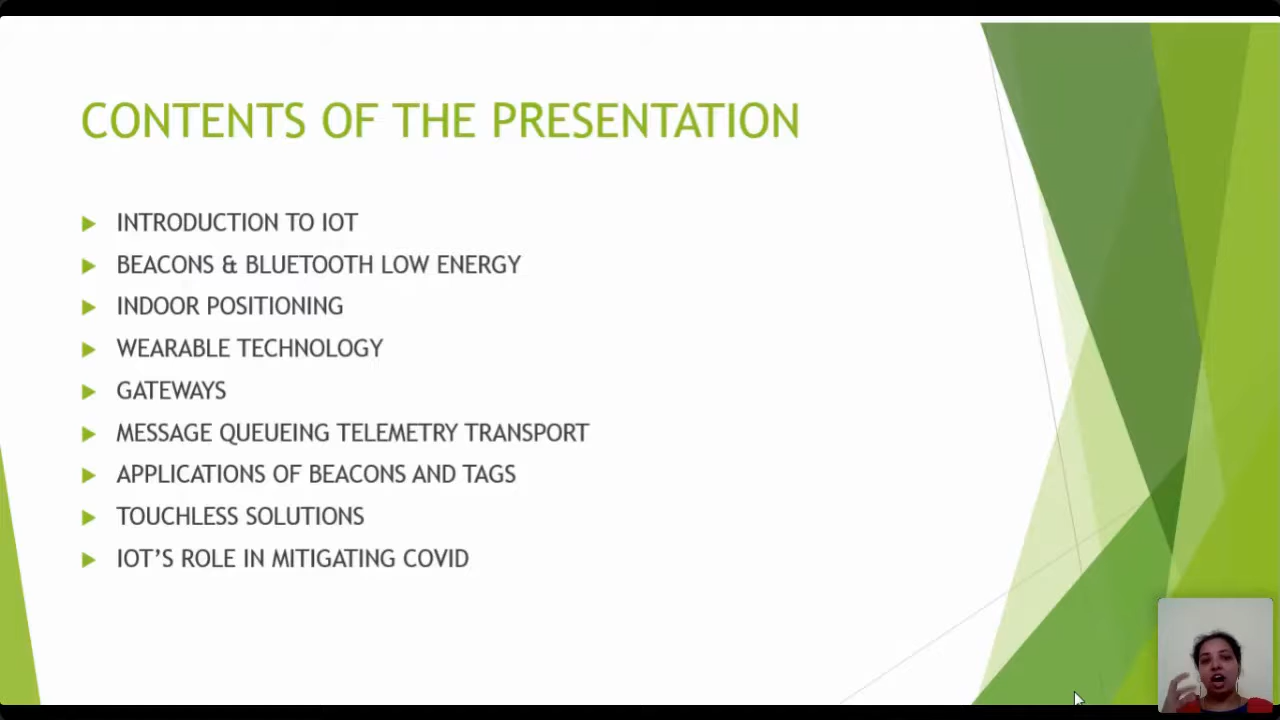 CONTENTS OF THE PRESENTATION
INTRODUCTION TO IOT
BEACONS & BLUETOOTH LOW ENERGY
INDOOR POSITIONING
WEARABLE TECHNOLOGY
GATEWAYS
MESSAGE QUEUEING TELEMETRY TRANSPORT
APPLICATIONS OF BEACONS AND TAGS
TOUCHLESS SOLUTIONS
IOT’S ROLE IN MITIGATING COVID